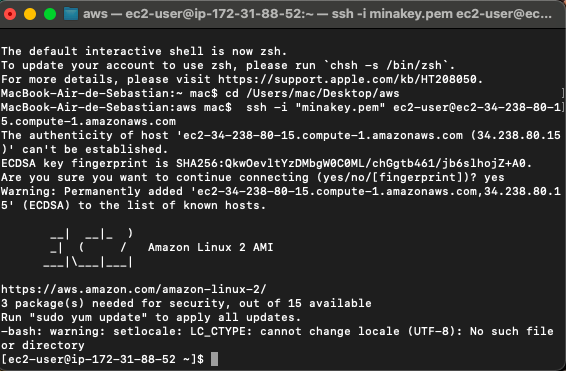 aws — ec2-user@ip-172-31-88-52:~ — ssh -i minakey.pem ec2-user@ec...
The default interactive shell is now zsh.
To update your account to use zsh, please run `chsh -s /bin/zsh`.
For more details, please visit https://support.apple.com/kb/HT208050.
MacBook-Air-de-Sebastian:~ mac$ cd /Users/mac/Desktop/aws
MacBook-Air-de-Sebastian:aws mac$  ssh -i "minakey.pem" ec2-user@ec2-34-238-80-1
5.compute-1.amazonaws.com
The authenticity of host 'ec2-34-238-80-15.compute-1.amazonaws.com (34.238.80.15
)' can't be established.
ECDSA key fingerprint is SHA256:QkwOevltYzDMbgW0C0ML/chGgtb461/jb6slhojZ+A0.
Are you sure you want to continue connecting (yes/no/[fingerprint])? yes
Warning: Permanently added 'ec2-34-238-80-15.compute-1.amazonaws.com,34.238.80.1
5' (ECDSA) to the list of known hosts.
       __|  __|_  )
       _|  (     /   Amazon Linux 2 AMI
      ___|\___|___|
https://aws.amazon.com/amazon-linux-2/
3 package(s) needed for security, out of 15 available
Run "sudo yum update" to apply all updates.
-bash: warning: setlocale: LC_CTYPE: cannot change locale (UTF-8): No such file
or directory
[ec2-user@ip-172-31-88-52 ~]$